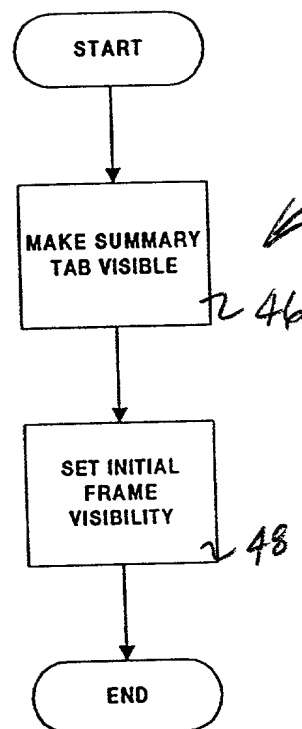 START
MAKE SUMMARY
TAB VISIBLE
46
SET INITIAL
FRAME
VISIBILITY
48
END